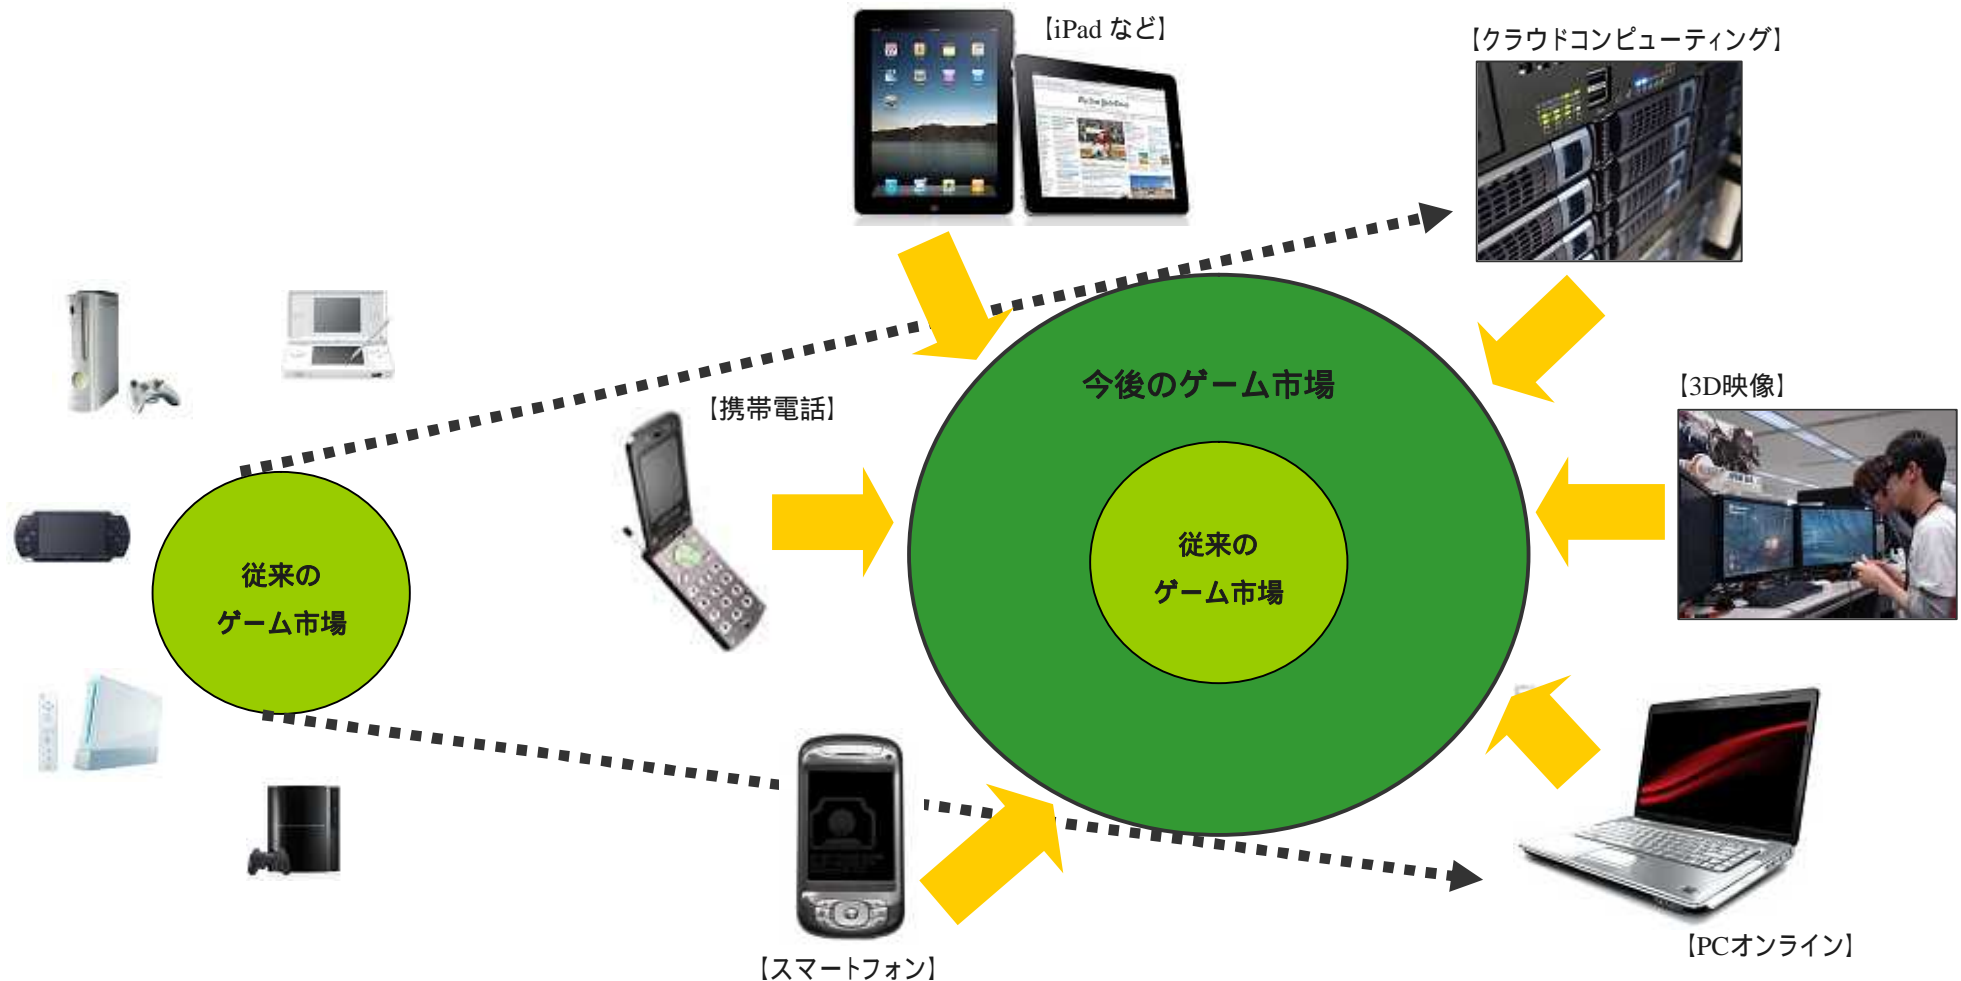 【iPad など】
【クラウドコンピューティング】
【携帯電話】
今後のゲーム市場
【3D映像】
従来の
ゲーム市場
従来の
ゲーム市場
【スマートフォン】
【PCオンライン】